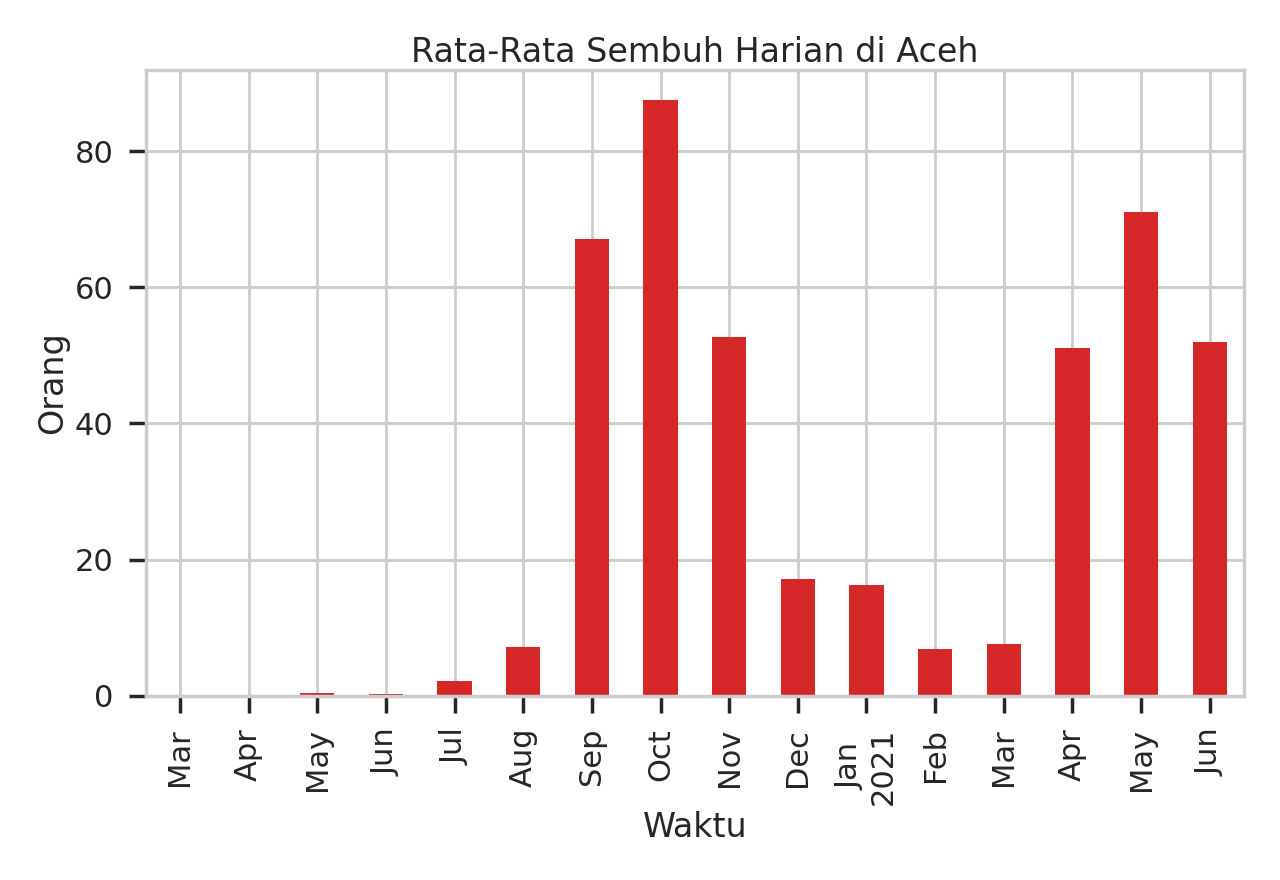 Rata-Rata Sembuh Harian di Aceh
80
60
40
20
0
Orang
Mar
Apr
May
Jun
Jul
Aug
Sep
Oct
Nov
Dec
Jan
2021
Feb
Mar
Apr
May
Jun
Waktu